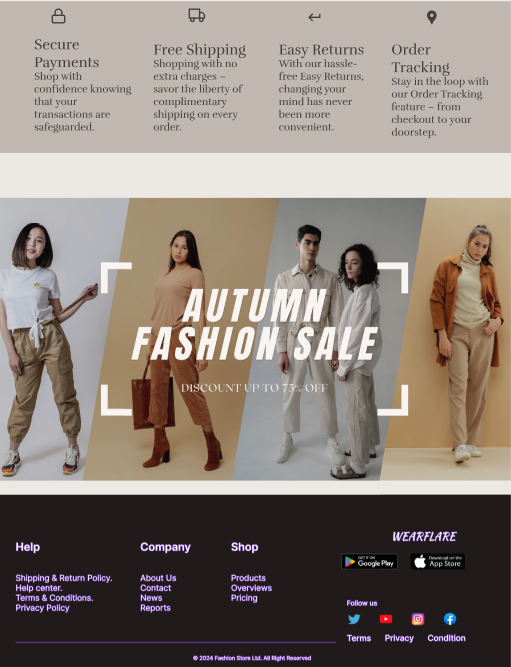 Secure
Payments
Shop with
confidence knowing
that your
transactions are
safeguarded.
Free Shipping
Shopping with no
extra charges –
savor the liberty of
complimentary
shipping on every
order.
Easy Returns
With our hassle-
free Easy Returns,
changing your
mind has never
been more
convenient.
Order
Tracking
Stay in the loop with
our Order Tracking
feature – from
checkout to your
doorstep.
AUTUMN
FASHION SALE
DISCOUNT UP TO 75% OFF
Help
Shipping & Return Policy.
Help center.
Terms & Conditions.
Privacy Policy
Company
About Us
Contact
News
Reports
Shop
Products
Overviews
Pricing
WEARFLARE
GET IT ON
Google Play
Download on the
App Store
Follow us
Terms Privacy Condition
© 2024 Fashion Store Ltd. All Right Reserved